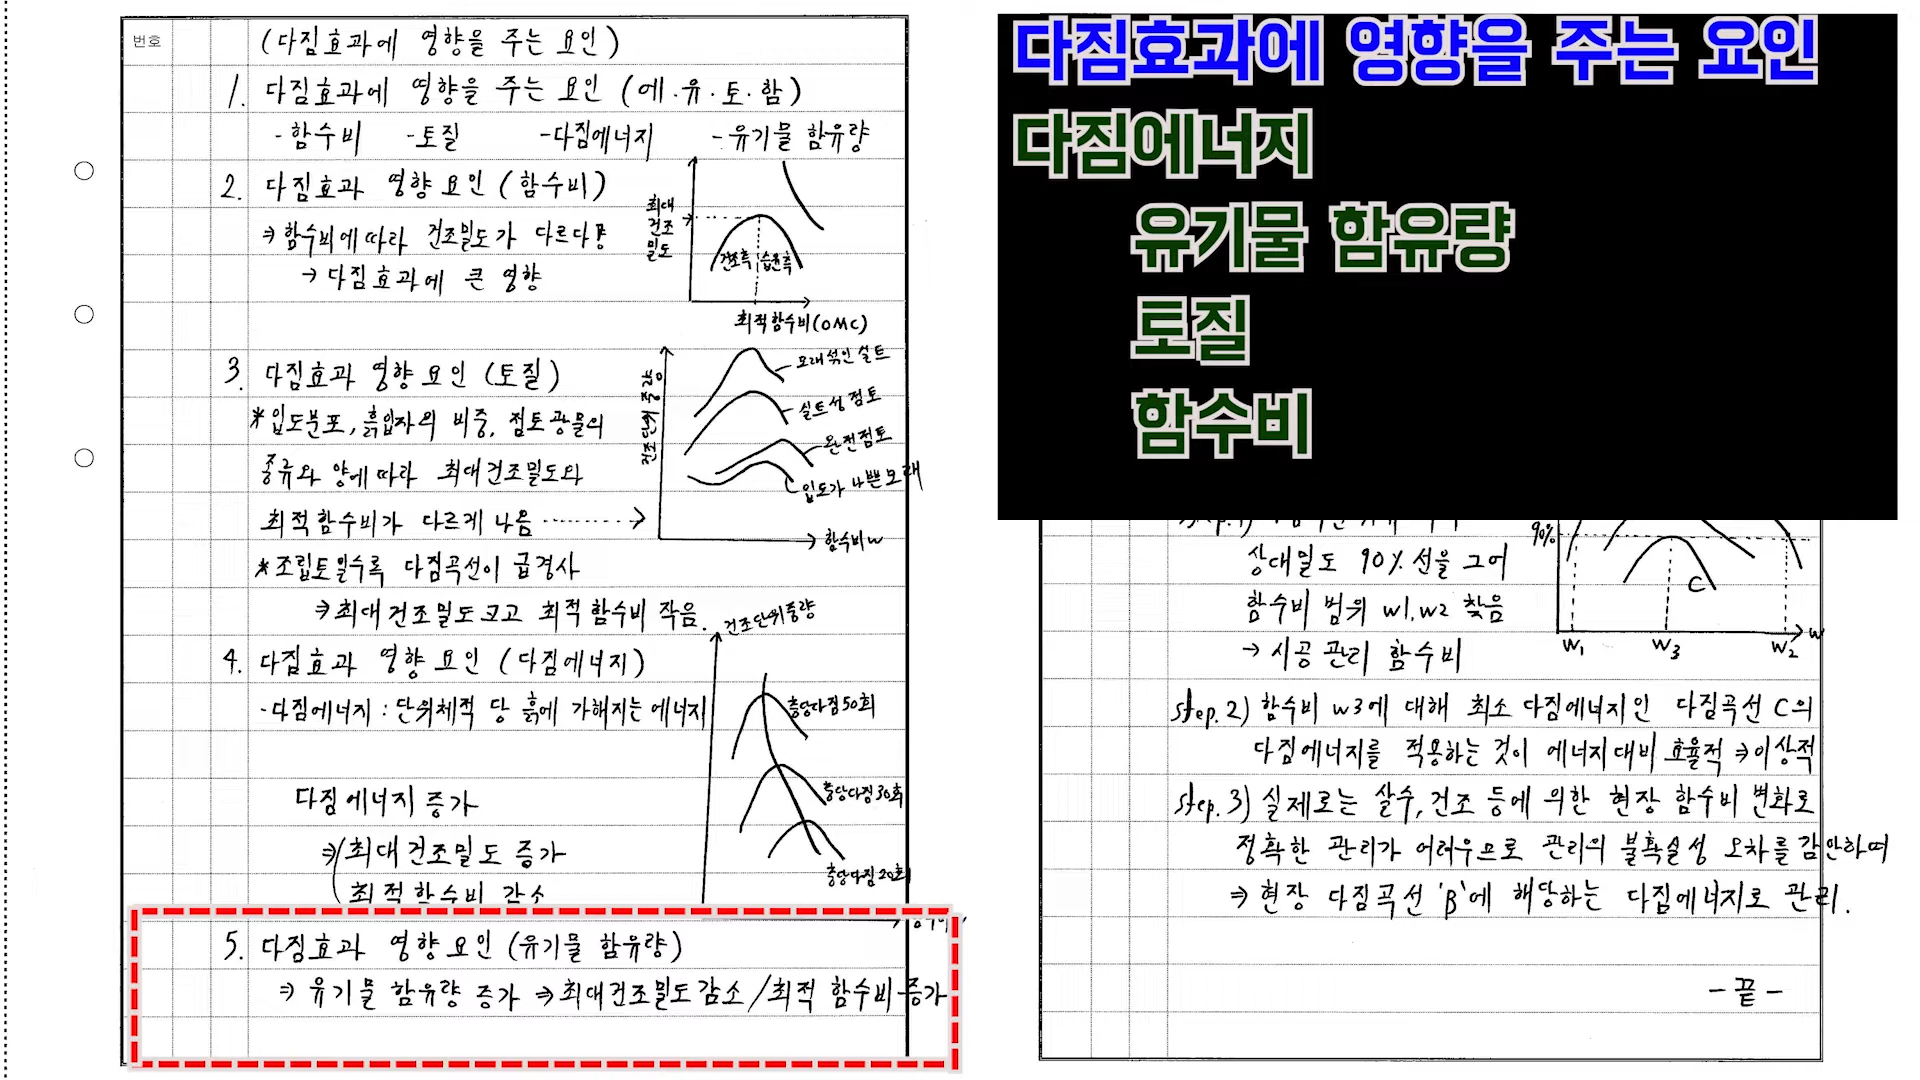 번호
(다짐효과에 영향을 주는 요인)
1. 다짐효과에 영향을 주는 요인 (에·유·토·함)
-함수비 -토질 -다짐에너지 -유기물 함유량
2. 다짐효과 영향요인 (함수비)
⇒ 함수비에 따라 건조밀도가 다르다
→ 다짐효과에 큰 영향
최대
건조
밀도
건조측 습윤측
최적함수비(OMC)
3. 다짐효과 영향요인 (토질)
*입도분포, 흙입자의 비중, 점토광물의
종류와 양에 따라 최대건조밀도와
최적함수비가 다르게 나옴
*조립토일수록 다짐곡선이 급경사
⇒ 최대건조밀도 크고 최적함수비 작음.
건조단위중량
모래섞인 실트
실트성점토
완전점토
입도가 나쁜모래
함수비 w
4. 다짐효과 영향요인 (다짐에너지)
-다짐에너지 : 단위체적 당 흙에 가해지는 에너지
다짐에너지 증가
⇒ 최대건조밀도 증가
최적함수비 감소
건조단위중량
층당다짐50회
층당다짐30회
층당다짐20회
5. 다짐효과 영향요인 (유기물 함유량)
⇒ 유기물 함유량 증가 ⇒ 최대건조밀도 감소 / 최적 함수비 증가
다짐효과에 영향을 주는 요인
다짐에너지
유기물 함유량
토질
함수비
상대밀도 90% 선을 그어
함수비 범위 w1, w2 찾음
→ 시공 관리 함수비
90%
C
w
W1 W3 W2
step.2) 함수비 w3에 대해 최소 다짐에너지인 다짐곡선 C의
다짐에너지를 적용하는 것이 에너지대비 효율적 ⇒ 이상적
step.3) 실제로는 살수, 건조 등에 의한 현장 함수비 변화로
정확한 관리가 어려우므로 관리의 불확실성 오차를 감안하여
⇒ 현장 다짐곡선 'B'에 해당하는 다짐에너지로 관리.
- 끝 -